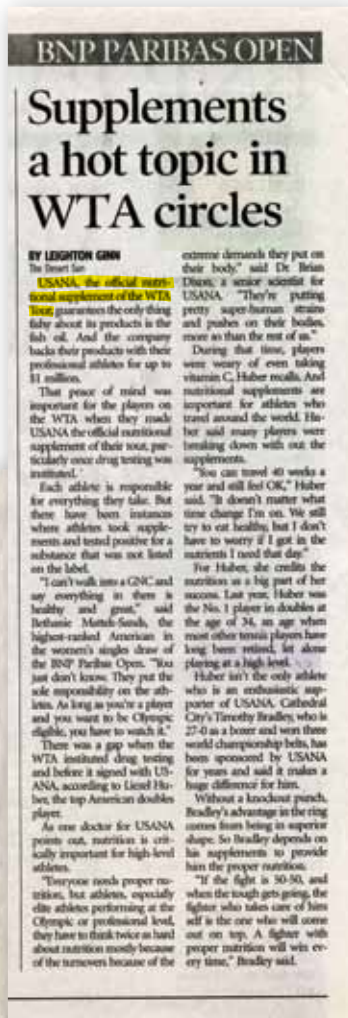 BNP PARIBAS OPEN
Supplements
a hot topic in
WTA circles
BY LEIGHTON GINN
The Desert Sun
USANA, the official nutri-
tional supplement of the WTA
Tour, guarantees the only thing
fishy about its products is the
fish oil. And the company
backs their products with their
professional athletes for up to
$1 million.
That peace of mind was
important for the players on
the WTA when they made
USANA the official nutritional
supplement of their tour, par-
ticularly once drug testing was
instituted.
Each athlete is responsible
for everything they take. But
there have been instances
where athletes took supple-
ments and tested positive for a
substance that was not listed
on the label.
"I can't walk into a GNC and
say everything in there is
healthy and great," said
Bethanie Mattek-Sands, the
highest-ranked American in
the women's singles draw of
the BNP Paribas Open. "You
just don't know. They put the
sole responsibility on the ath-
letes. As long as you're a player
and you want to be Olympic
eligible, you have to watch it."
There was a gap when the
WTA instituted drug testing
and before it signed with US-
ANA, according to Liezel Hu-
ber, the top American doubles
player.
As one doctor for USANA
points out, nutrition is crit-
ically important for high-level
athletes.
"Everyone needs proper nu-
trition, but athletes, especially
elite athletes performing at the
Olympic or professional level,
they have to think twice as hard
about nutrition mostly because
of the turnovers because of the
extreme demands they put on
their body," said Dr. Brian
Dixon, a senior scientist for
USANA. "They're putting
pretty super-human strains
and pushes on their bodies,
more so than the rest of us."
During that time, players
were weary of even taking
vitamin C, Huber recalls. And
nutritional supplements are
important for athletes who
travel around the world. Hu-
ber said many players were
breaking down with out the
supplements.
"You can travel 40 weeks a
year and still feel OK," Huber
said. "It doesn't matter what
time change I'm on. We still
try to eat healthy, but I don't
have to worry if I got in the
nutrients I need that day."
For Huber, she credits the
nutrition as a big part of her
success. Last year, Huber was
the No. 1 player in doubles at
the age of 34, an age when
most other tennis players have
long been retired, let alone
playing at a high level.
Huber isn't the only athlete
who is an enthusiastic sup-
porter of USANA. Cathedral
City's Timothy Bradley, who is
27-0 as a boxer and won three
world championship belts, has
been sponsored by USANA
for years and said it makes a
huge difference for him.
Without a knockout punch,
Bradley's advantage in the ring
comes from being in superior
shape. So Bradley depends on
his supplements to provide
him the proper nutrition.
"If the fight is 50-50, and
when the tough gets going, the
fighter who takes care of him
self is the one who will come
out on top. A fighter with
proper nutrition will win ev-
ery time," Bradley said.